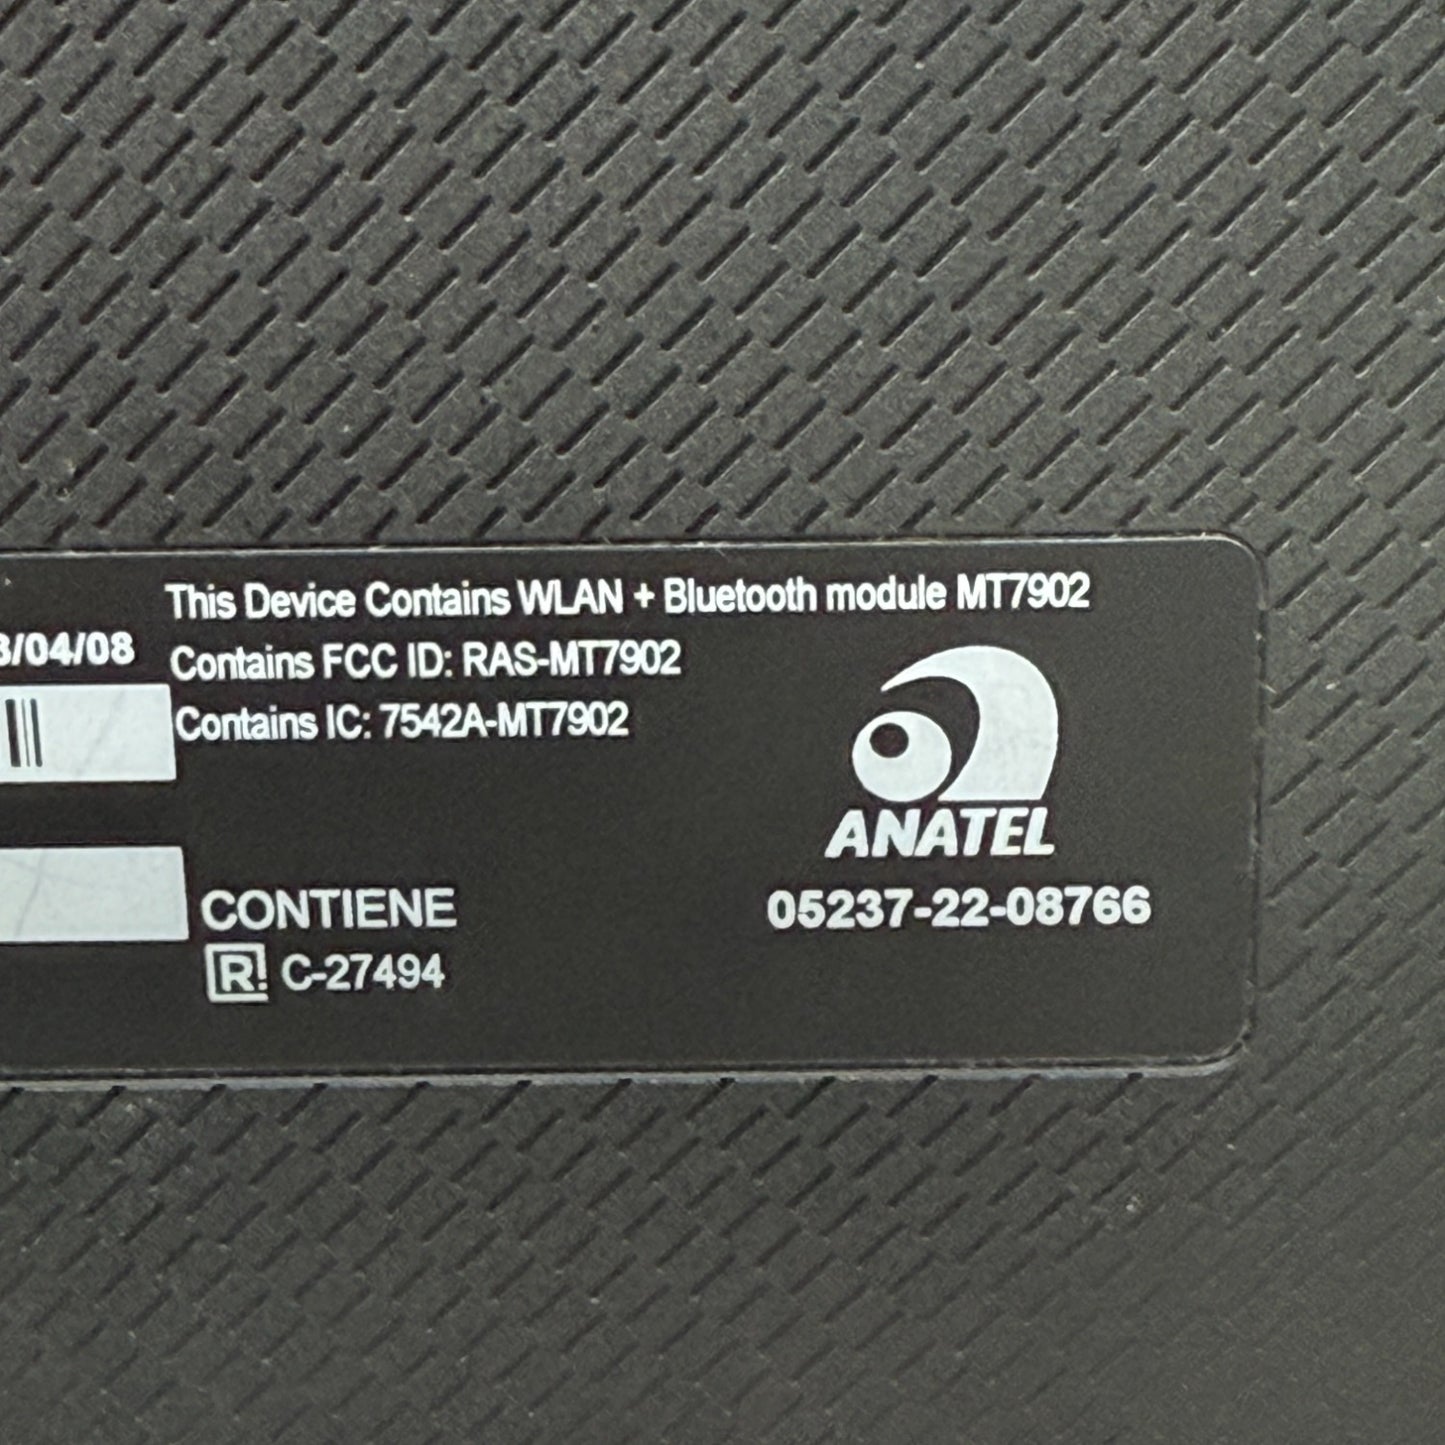 This Device Contains WLAN + Bluetooth module MT7902
/04/08
Contains FCC ID: RAS-MT7902
Contains IC: 7542A-MT7902
ANATEL
05237-22-08766
CONTIENE
R! C-27494